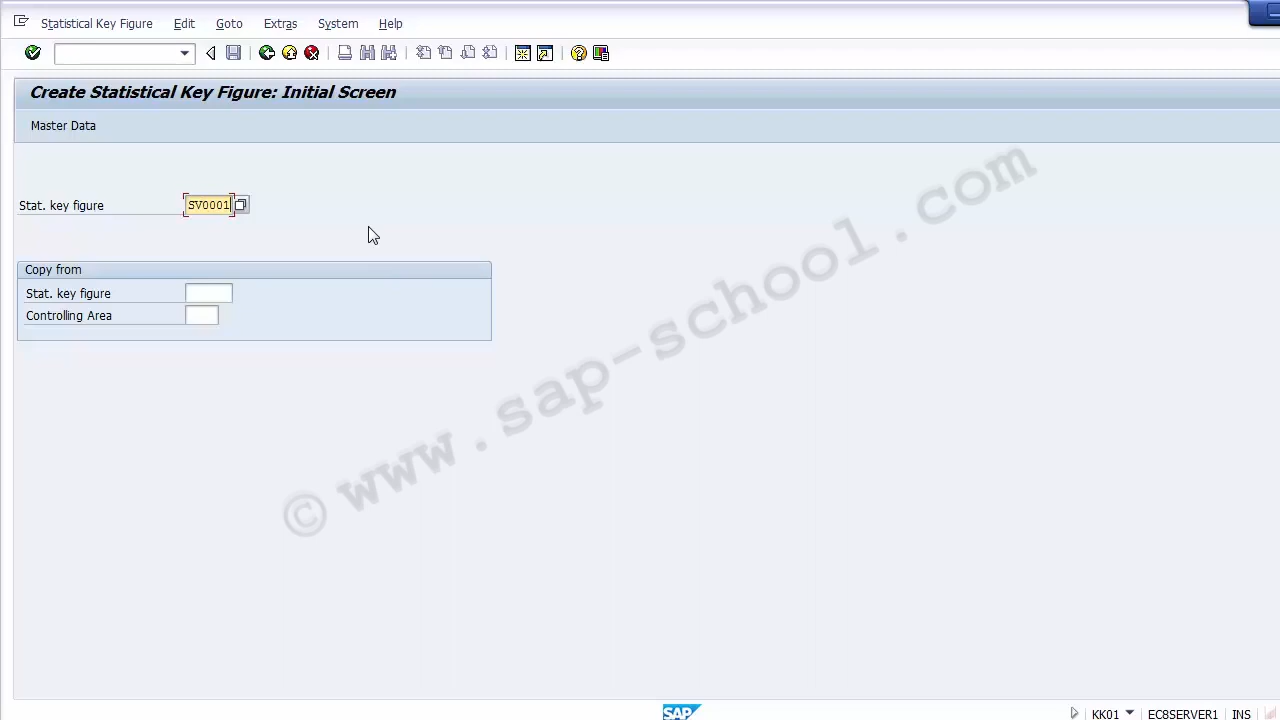 Statistical Key Figure Edit Goto Extras System Help
Create Statistical Key Figure: Initial Screen
Master Data
Stat. key figure SV0001
Copy from
Stat. key figure
Controlling Area
© www.sap-school.com
SAP KK01 EC8SERVER1 INS